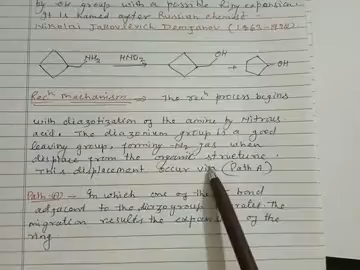 by OH group with a possible Ring expansion.
It is named after Russian chemist
Nikolai Jakovlevich Demjanov (1861-1938)
NH2 HNO2 OH OH
Recn Mechanism → The recn process begins
with diazotization of the amine by Nitrous
acid. The diazonium group is a good
leaving group, forming N2 gas when
displace from the organic structure.
This displacement occur via (Path A)
Path-B - In which one of the bond
adjacent to the diazo group migrates. The
migration results the expansion of the
ring